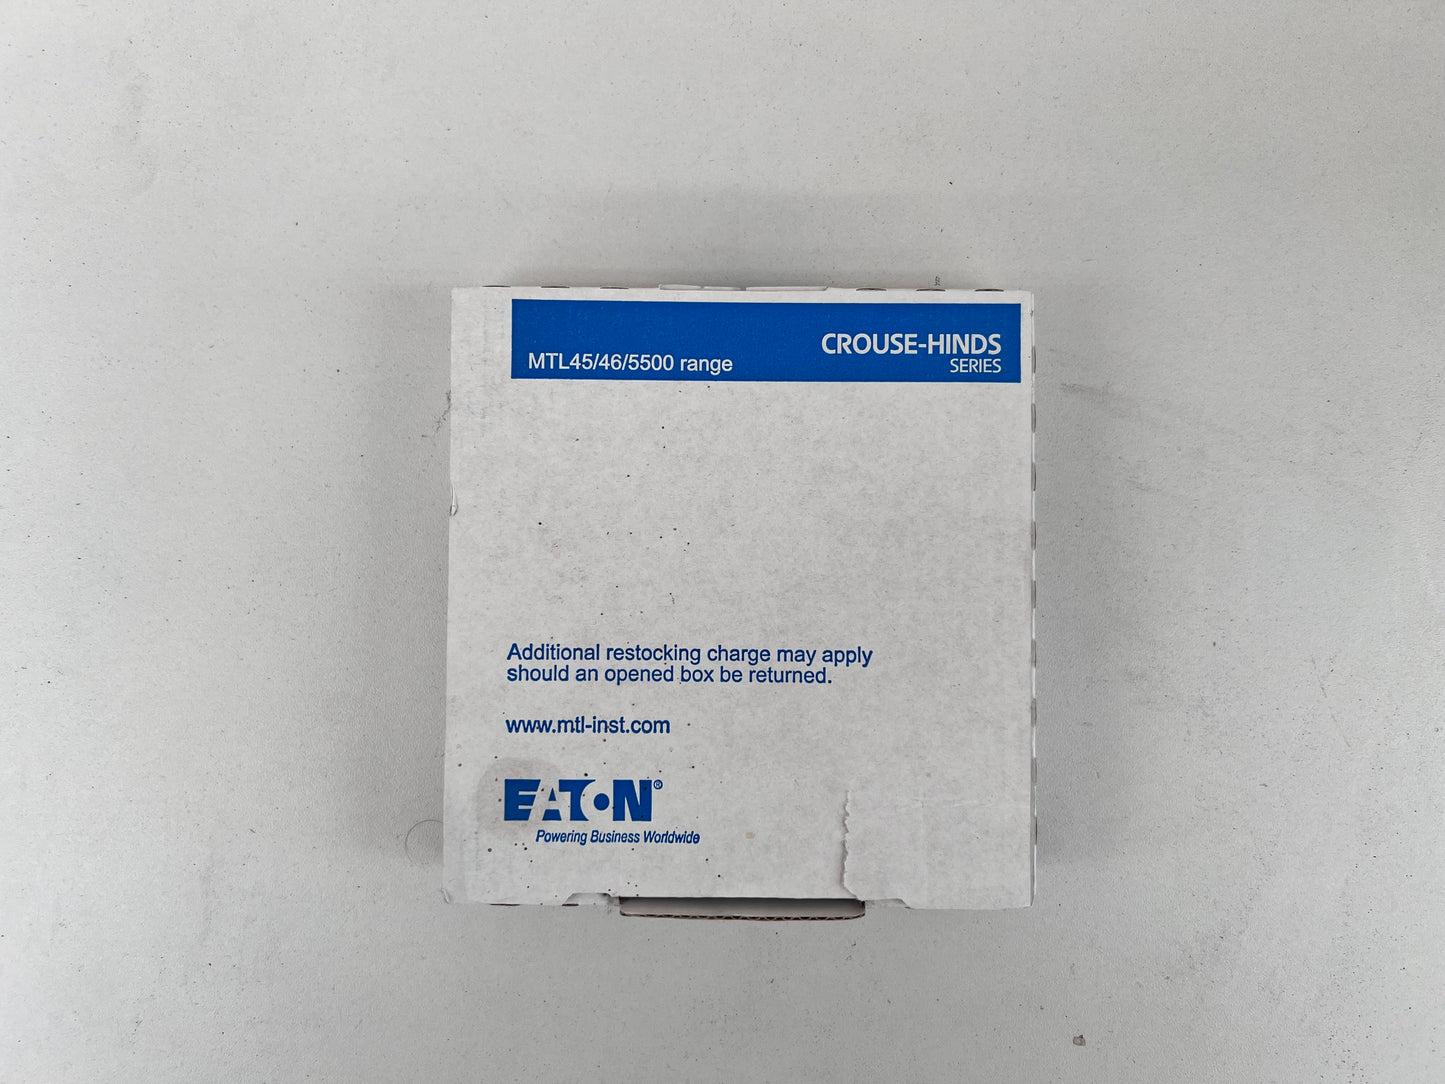 MTL45/46/5500 range
CROUSE-HINDS
SERIES
Additional restocking charge may apply
should an opened box be returned.
www.mtl-inst.com
EATON®
Powering Business Worldwide